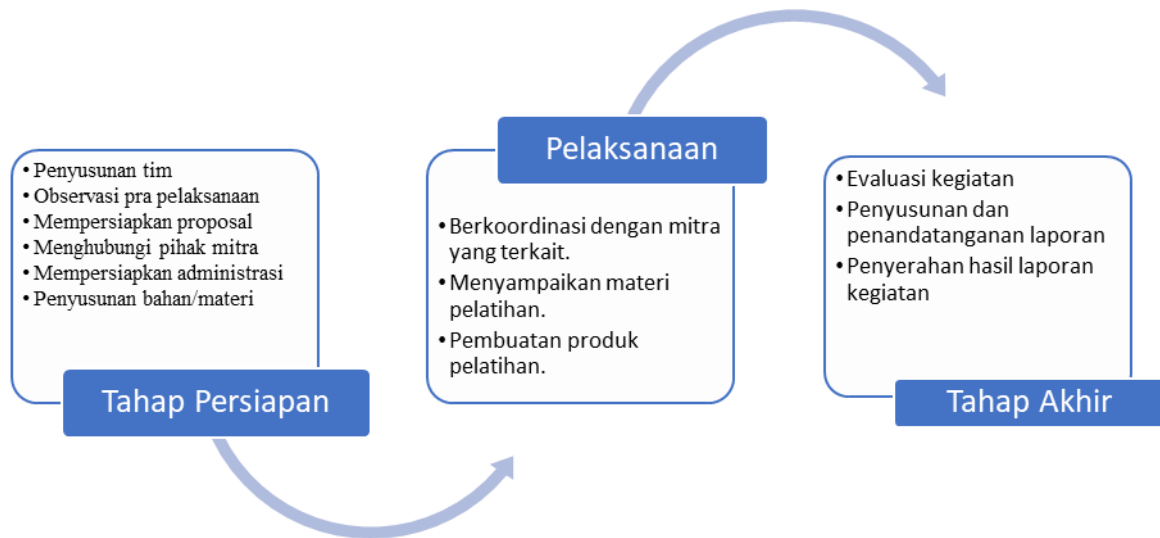 • Penyusunan tim
• Observasi pra pelaksanaan
• Mempersiapkan proposal
• Menghubungi pihak mitra
• Mempersiapkan administrasi
• Penyusunan bahan/materi
Tahap Persiapan
Pelaksanaan
• Berkoordinasi dengan mitra
yang terkait.
• Menyampaikan materi
pelatihan.
• Pembuatan produk
pelatihan.
• Evaluasi kegiatan
• Penyusunan dan
penandatanganan laporan
• Penyerahan hasil laporan
kegiatan
Tahap Akhir